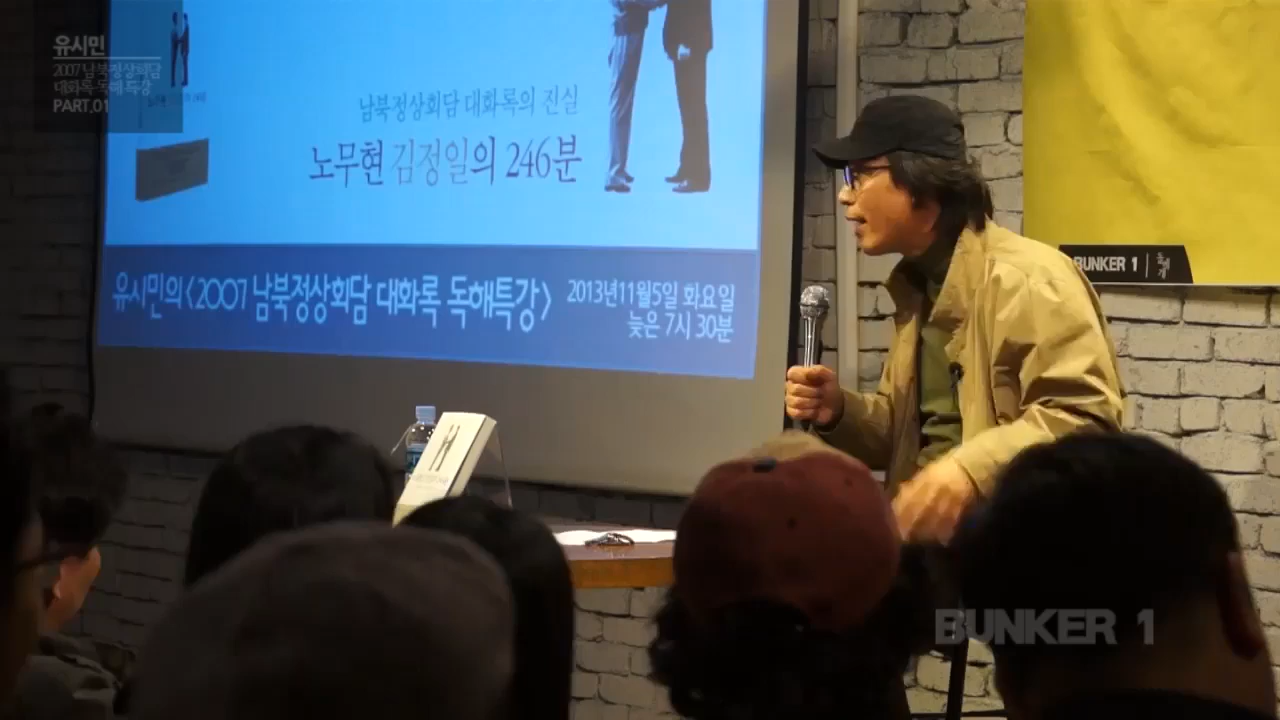 유시민
2007 남북정상회담
대화록 독해 특강
PART.01
남북정상회담 대화록의 진실
노무현 김정일의 246분
유시민의 <2007 남북정상회담 대화록 독해특강>
2013년11월5일 화요일
늦은 7시 30분
BUNKER 1
BUNKER 1